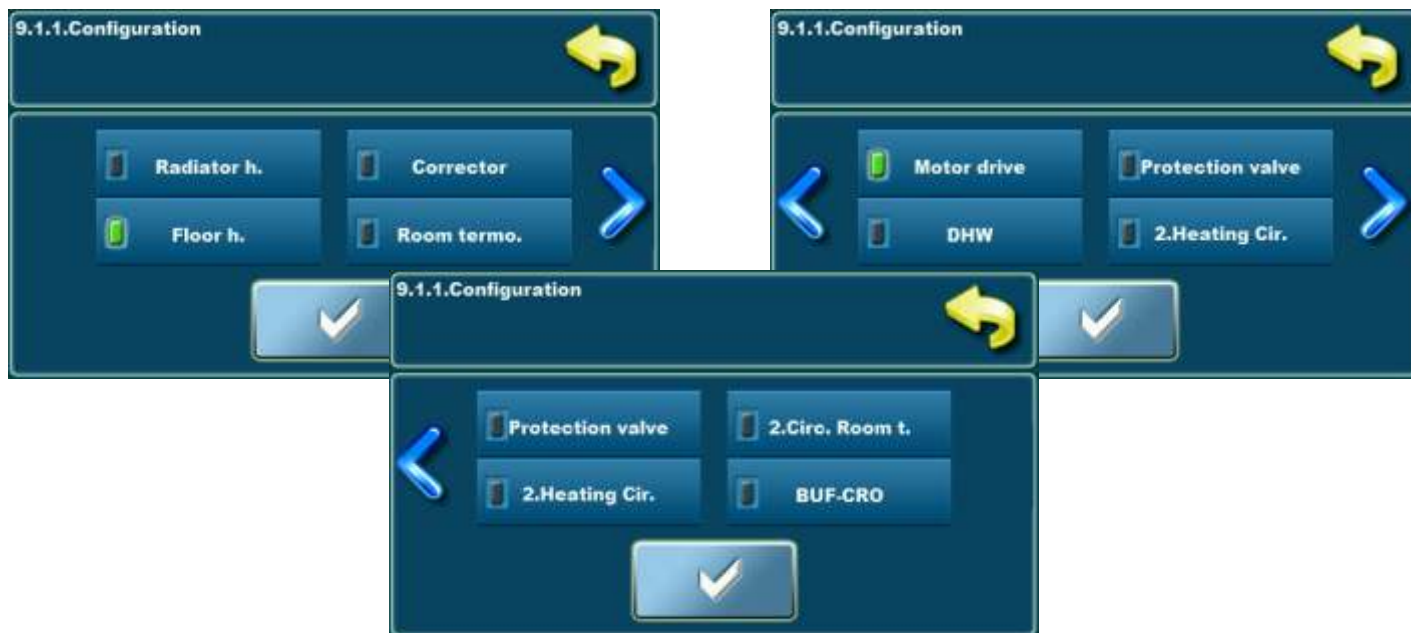 9.1.1.Configuration
Radiator h.
Corrector
Floor h.
Room termo.
9.1.1.Configuration
Motor drive
Protection valve
DHW
2.Heating Cir.
9.1.1.Configuration
Protection valve
2.Circ. Room t.
2.Heating Cir.
BUF-CRO